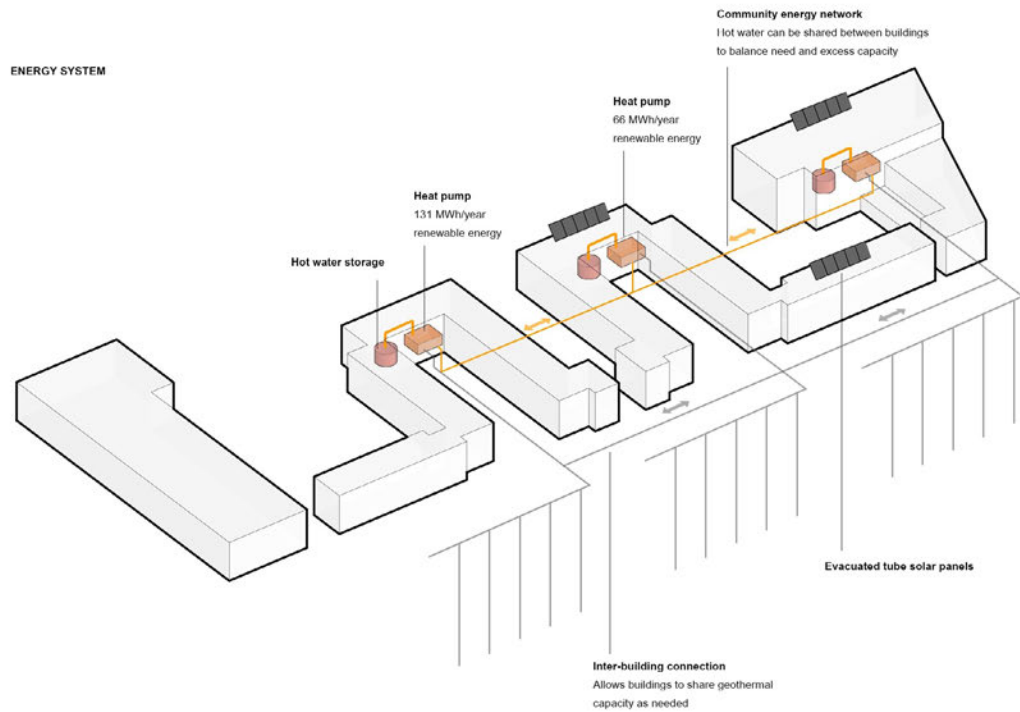 Community energy network
Hot water can be shared between buildings
to balance need and excess capacity
ENERGY SYSTEM
Heat pump
66 MWh/year
renewable energy
Heat pump
131 MWh/year
renewable energy
Hot water storage
Evacuated tube solar panels
Inter-building connection
Allows buildings to share geothermal
capacity as needed